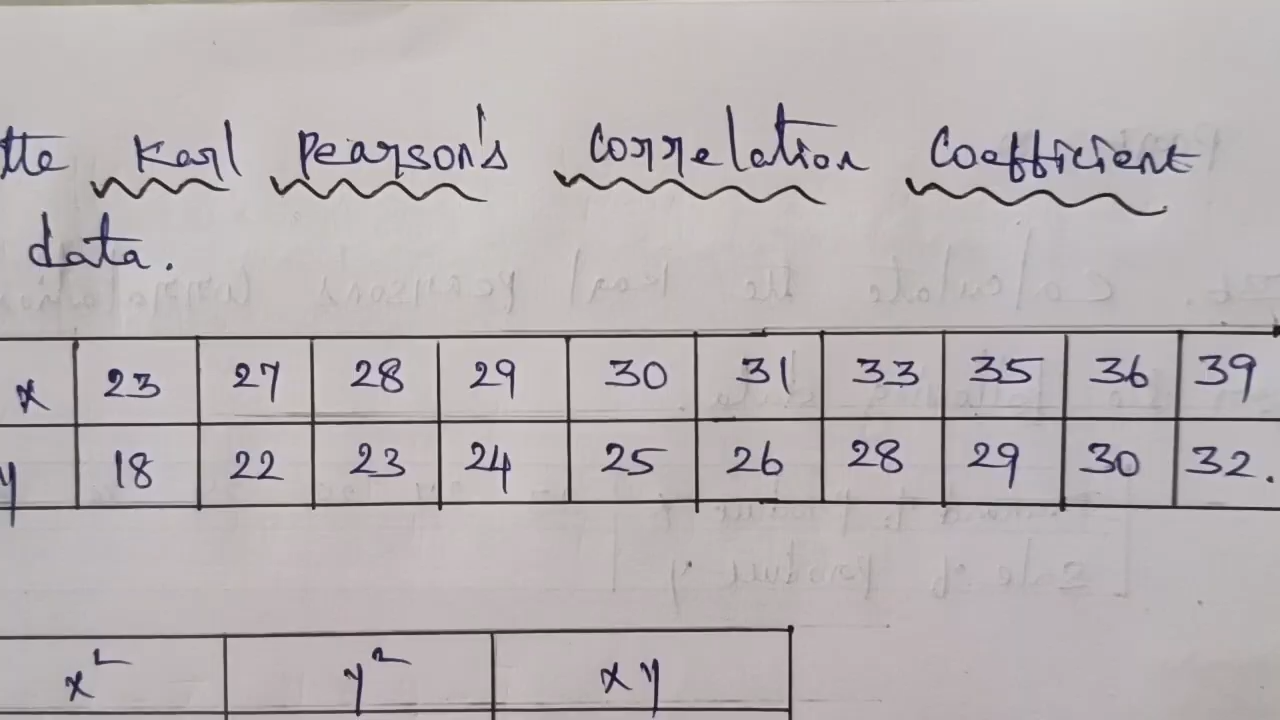 the Karl Pearson's Correlation Coefficient
data.
x 23 27 28 29 30 31 33 35 36 39
y 18 22 23 24 25 26 28 29 30 32.
x² y² xy